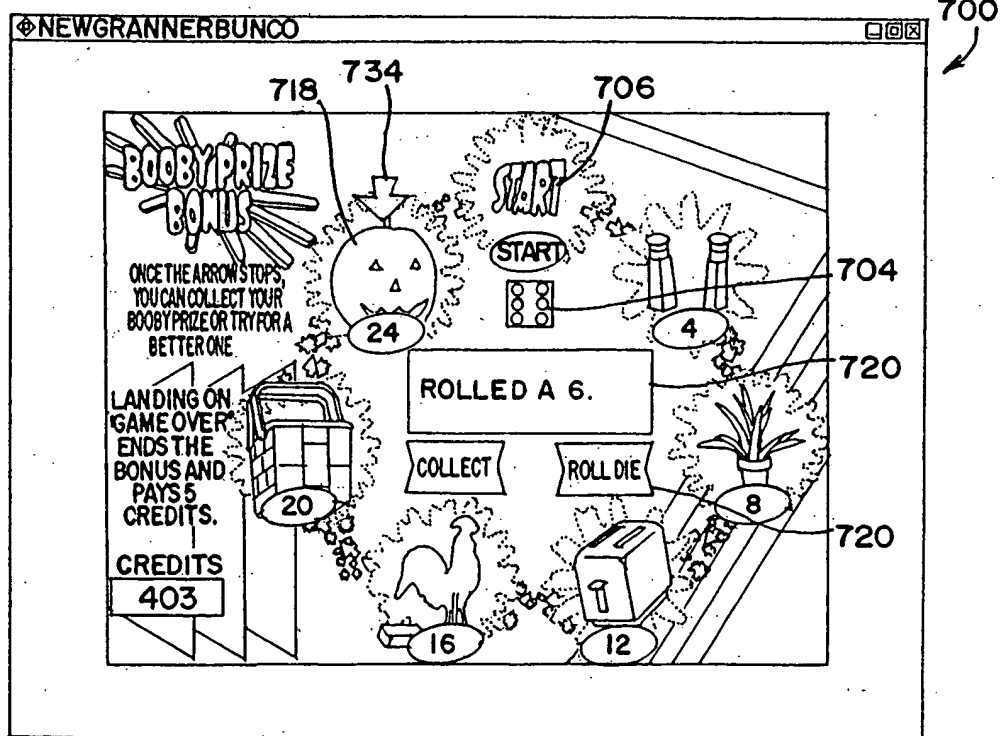 700
NEWGRANNERBUNCO
734
718
706
BOOBY PRIZE
BONUS
START
START
ONCE THE ARROW STOPS,
YOU CAN COLLECT YOUR
BOOBY PRIZE OR TRY FOR A
BETTER ONE
704
24
4
720
ROLLED A 6.
LANDING ON
"GAME OVER"
ENDS THE
BONUS AND
PAYS 5
CREDITS.
COLLECT
ROLL DIE
20
8
720
CREDITS
403
16
12